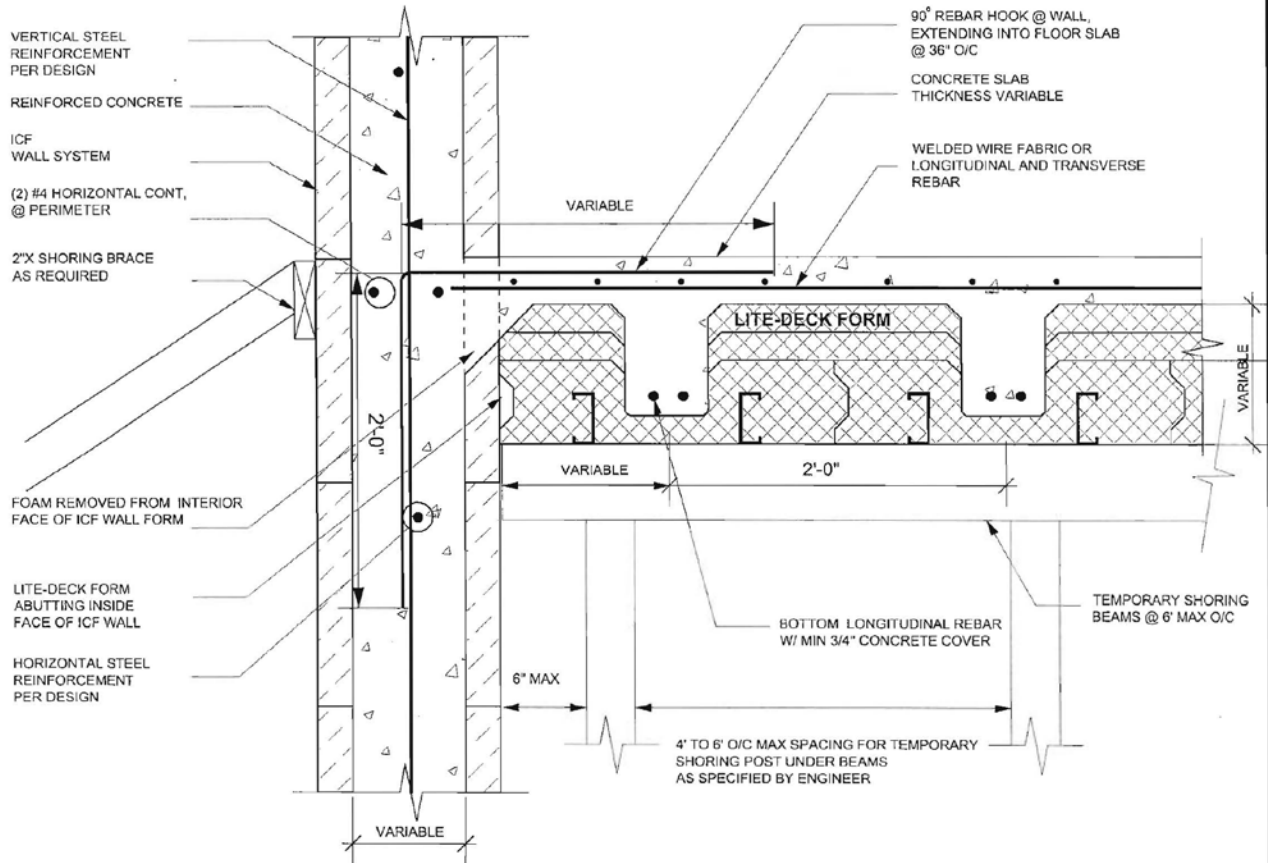 VERTICAL STEEL
REINFORCEMENT
PER DESIGN
REINFORCED CONCRETE
ICF
WALL SYSTEM
(2) #4 HORIZONTAL CONT,
@ PERIMETER
2"X SHORING BRACE
AS REQUIRED
FOAM REMOVED FROM INTERIOR
FACE OF ICF WALL FORM
LITE-DECK FORM
ABUTTING INSIDE
FACE OF ICF WALL
HORIZONTAL STEEL
REINFORCEMENT
PER DESIGN
90° REBAR HOOK @ WALL,
EXTENDING INTO FLOOR SLAB
@ 36" O/C
CONCRETE SLAB
THICKNESS VARIABLE
WELDED WIRE FABRIC OR
LONGITUDINAL AND TRANSVERSE
REBAR
VARIABLE
LITE-DECK FORM
VARIABLE
2'-0"
VARIABLE
2'-0"
TEMPORARY SHORING
BEAMS @ 6' MAX O/C
BOTTOM LONGITUDINAL REBAR
W/ MIN 3/4" CONCRETE COVER
6" MAX
4' TO 6' O/C MAX SPACING FOR TEMPORARY
SHORING POST UNDER BEAMS
AS SPECIFIED BY ENGINEER
VARIABLE